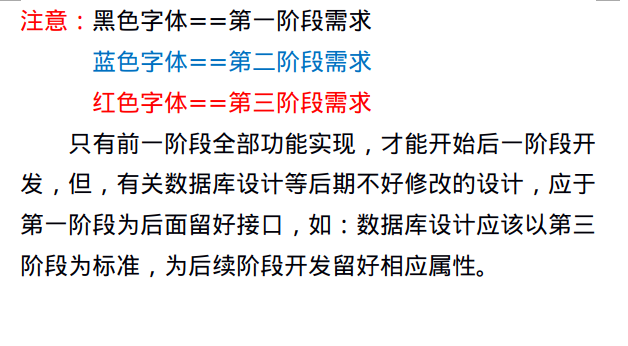 注意：黑色字体==第一阶段需求
蓝色字体==第二阶段需求
红色字体==第三阶段需求
只有前一阶段全部功能实现，才能开始后一阶段开
发，但，有关数据库设计等后期不好修改的设计，应于
第一阶段为后面留好接口，如：数据库设计应该以第三
阶段为标准，为后续阶段开发留好相应属性。